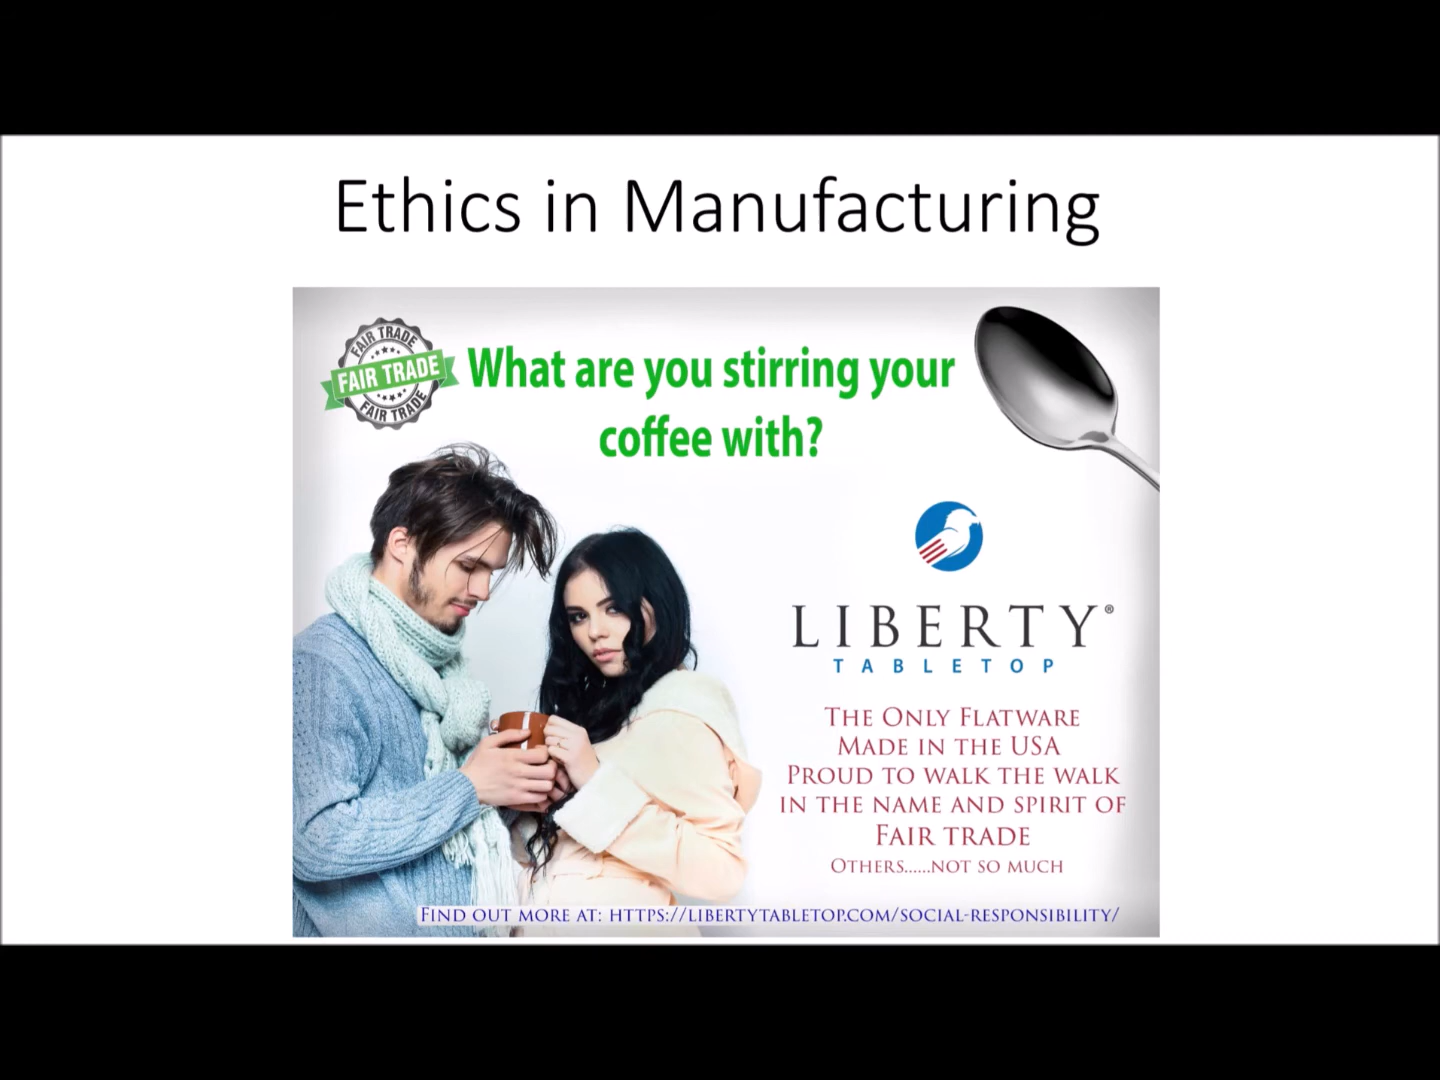 Ethics in Manufacturing
FAIR TRADE
FAIR TRADE
FAIR TRADE
What are you stirring your
coffee with?
LIBERTY®
TABLETOP
THE ONLY FLATWARE
MADE IN THE USA
PROUD TO WALK THE WALK
IN THE NAME AND SPIRIT OF
FAIR TRADE
OTHERS......NOT SO MUCH
FIND OUT MORE AT: HTTPS://LIBERTYTABLETOP.COM/SOCIAL-RESPONSIBILITY/